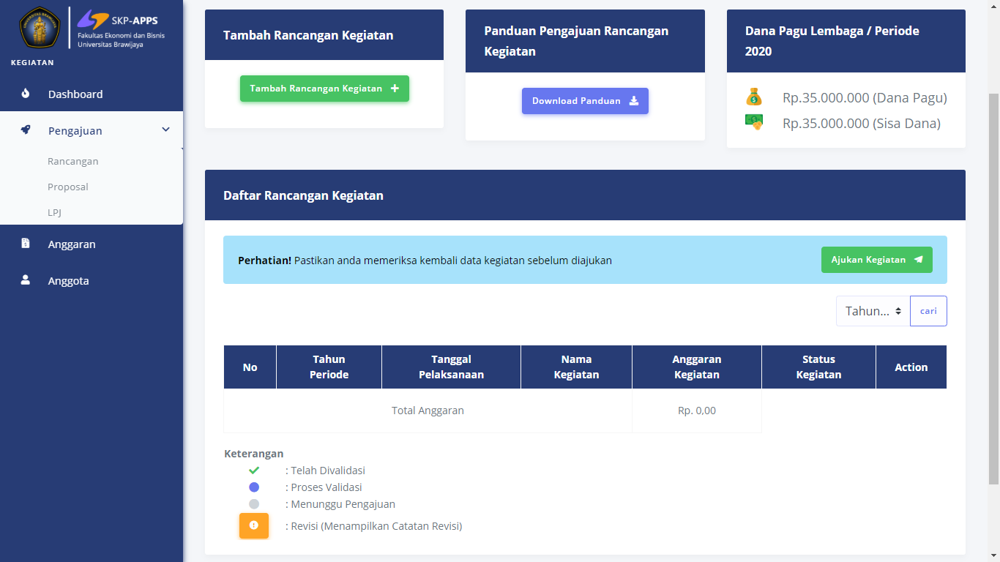 SKP-APPS
Fakultas Ekonomi dan Bisnis
Universitas Brawijaya
KEGIATAN
Dashboard
Pengajuan
Rancangan
Proposal
LPJ
Anggaran
Anggota
Tambah Rancangan Kegiatan
Tambah Rancangan Kegiatan
Panduan Pengajuan Rancangan
Kegiatan
Download Panduan
Dana Pagu Lembaga / Periode
2020
Rp.35.000.000 (Dana Pagu)
Rp.35.000.000 (Sisa Dana)
Daftar Rancangan Kegiatan
Perhatian! Pastikan anda memeriksa kembali data kegiatan sebelum diajukan
Ajukan Kegiatan
Tahun...
cari
No
Tahun
Periode
Tanggal
Pelaksanaan
Nama
Kegiatan
Anggaran
Kegiatan
Status
Kegiatan
Action
Total Anggaran
Rp. 0,00
Keterangan
: Telah Divalidasi
: Proses Validasi
: Menunggu Pengajuan
: Revisi (Menampilkan Catatan Revisi)